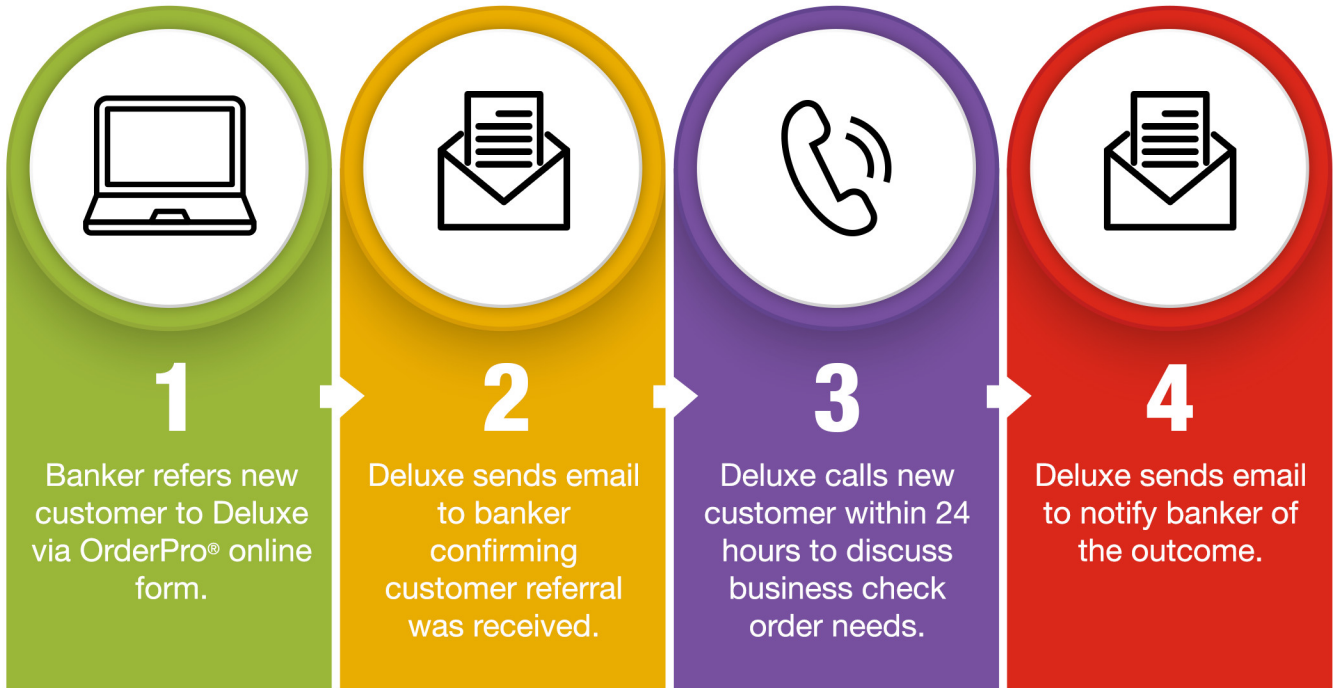 1
Banker refers new
customer to Deluxe
via OrderPro® online
form.
2
Deluxe sends email
to banker
confirming
customer referral
was received.
3
Deluxe calls new
customer within 24
hours to discuss
business check
order needs.
4
Deluxe sends email
to notify banker of
the outcome.